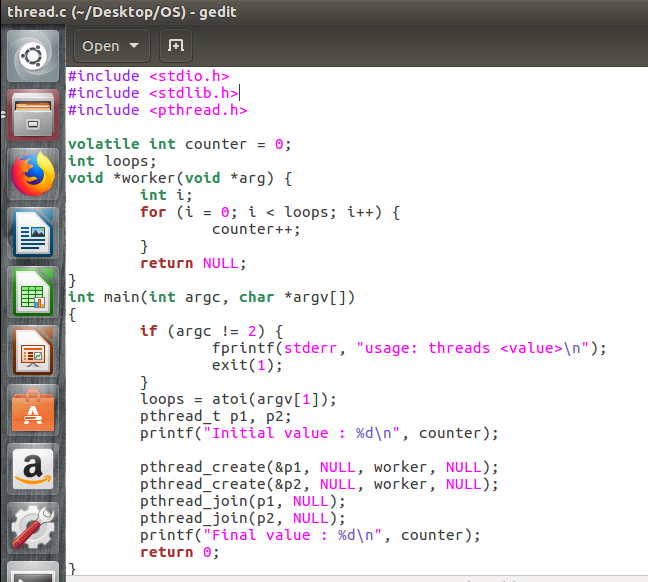 thread.c (~/Desktop/OS) - gedit
Open
#include <stdio.h>
#include <stdlib.h>
#include <pthread.h>
volatile int counter = 0;
int loops;
void *worker(void *arg) {
int i;
for (i = 0; i < loops; i++) {
counter++;
}
return NULL;
}
int main(int argc, char *argv[])
{
if (argc != 2) {
fprintf(stderr, "usage: threads <value>\n");
exit(1);
}
loops = atoi(argv[1]);
pthread_t p1, p2;
printf("Initial value : %d\n", counter);
pthread_create(&p1, NULL, worker, NULL);
pthread_create(&p2, NULL, worker, NULL);
pthread_join(p1, NULL);
pthread_join(p2, NULL);
printf("Final value : %d\n", counter);
return 0;
}